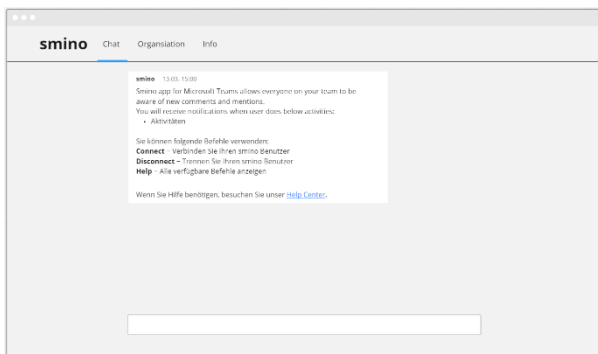 smino Chat Organsiation Info
smino 13.03. 15:00
Smino app for Microsoft Teams allows everyone on your team to be
aware of new comments and mentions.
You will receive notifications when user does below activities:
• Aktivitäten
Sie können folgende Befehle verwenden:
Connect – Verbinden Sie Ihren smino Benutzer
Disconnect – Trennen Sie Ihren smino Benutzer
Help – Alle verfügbare Befehle anzeigen
Wenn Sie Hilfe benötigen, besuchen Sie unser Help Center.